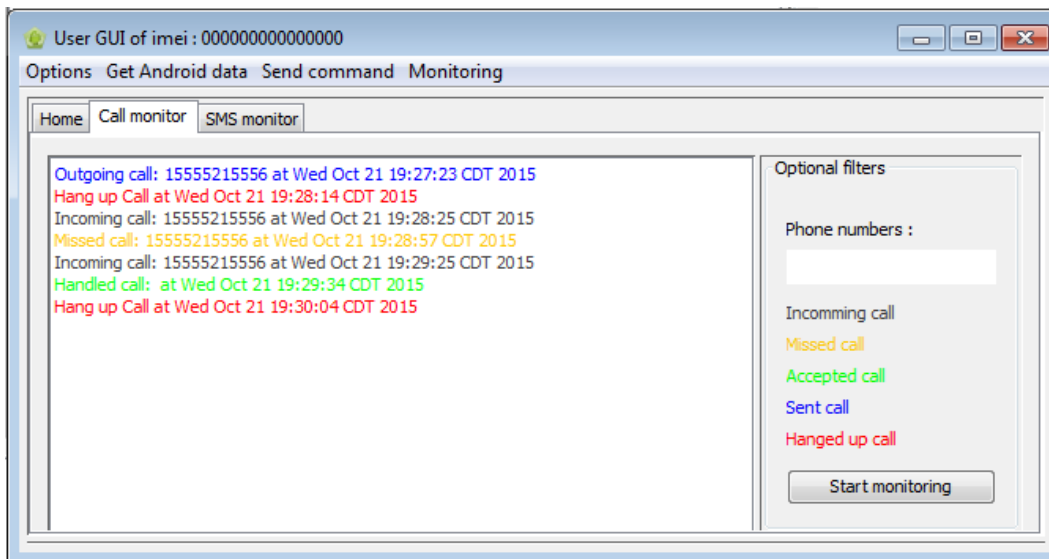 User GUI of imei : 000000000000000
Options Get Android data Send command Monitoring
Home Call monitor SMS monitor
Outgoing call: 15555215556 at Wed Oct 21 19:27:23 CDT 2015
Hang up Call at Wed Oct 21 19:28:14 CDT 2015
Incoming call: 15555215556 at Wed Oct 21 19:28:25 CDT 2015
Missed call: 15555215556 at Wed Oct 21 19:28:57 CDT 2015
Incoming call: 15555215556 at Wed Oct 21 19:29:25 CDT 2015
Handled call:  at Wed Oct 21 19:29:34 CDT 2015
Hang up Call at Wed Oct 21 19:30:04 CDT 2015
Optional filters
Phone numbers :
Incomming call
Missed call
Accepted call
Sent call
Hanged up call
Start monitoring